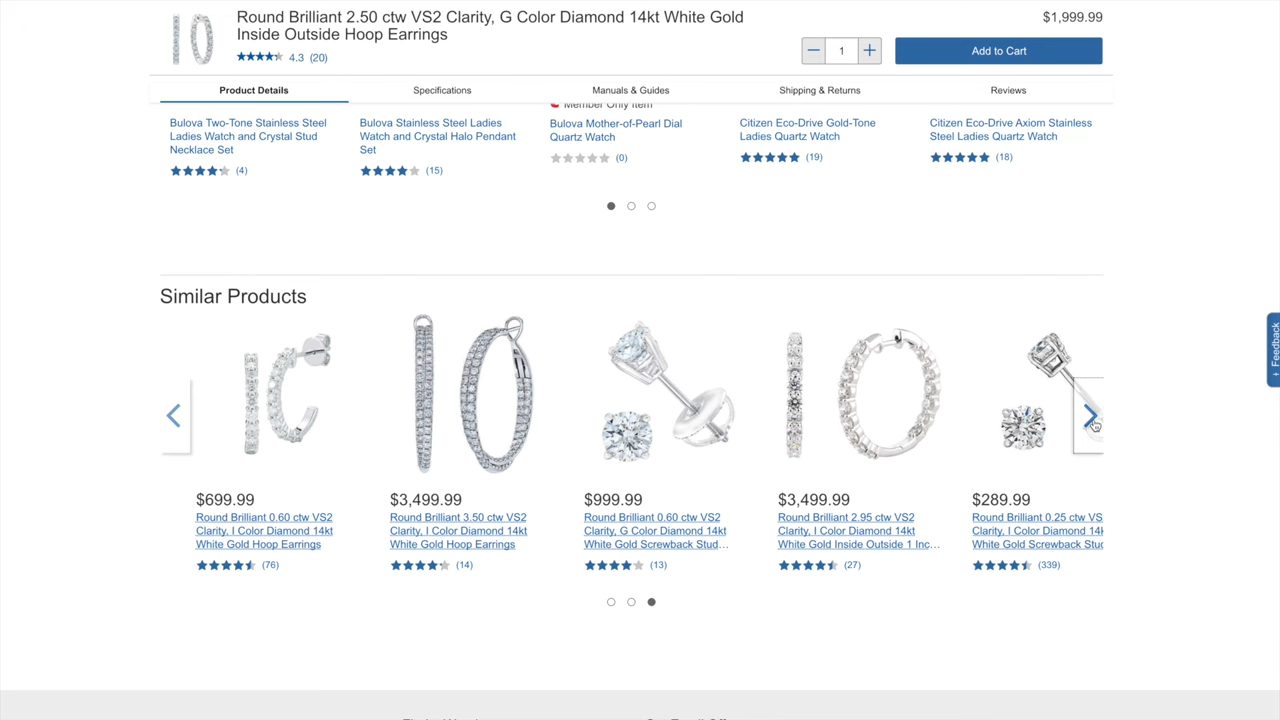 Round Brilliant 2.50 ctw VS2 Clarity, G Color Diamond 14kt White Gold
Inside Outside Hoop Earrings
4.3 (20)
$1,999.99
1
Add to Cart
Product Details
Specifications
Manuals & Guides
Shipping & Returns
Reviews
Member Only Item
Bulova Two-Tone Stainless Steel
Ladies Watch and Crystal Stud
Necklace Set
(4)
Bulova Stainless Steel Ladies
Watch and Crystal Halo Pendant
Set
(15)
Bulova Mother-of-Pearl Dial
Quartz Watch
(0)
Citizen Eco-Drive Gold-Tone
Ladies Quartz Watch
(19)
Citizen Eco-Drive Axiom Stainless
Steel Ladies Quartz Watch
(18)
Similar Products
$699.99
Round Brilliant 0.60 ctw VS2
Clarity, I Color Diamond 14kt
White Gold Hoop Earrings
(76)
$3,499.99
Round Brilliant 3.50 ctw VS2
Clarity, I Color Diamond 14kt
White Gold Hoop Earrings
(14)
$999.99
Round Brilliant 0.60 ctw VS2
Clarity, G Color Diamond 14kt
White Gold Screwback Stud...
(13)
$3,499.99
Round Brilliant 2.95 ctw VS2
Clarity, I Color Diamond 14kt
White Gold Inside Outside 1 Inc...
(27)
$289.99
Round Brilliant 0.25 ctw VS
Clarity, I Color Diamond 14k
White Gold Screwback Stud
(339)
+ Feedback